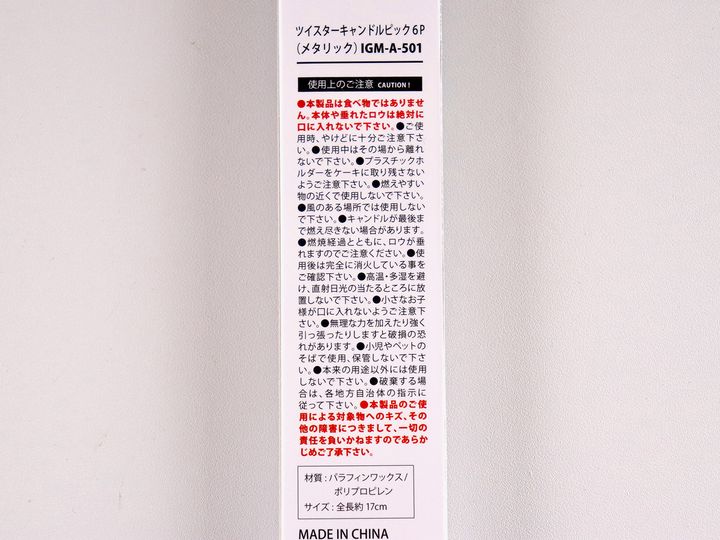 ツイスターキャンドルピック6P
(メタリック)IGM-A-501
使用上のご注意 CAUTION!
●本製品は食べ物ではありませ
ん。本体や垂れたロウは絶対に
口に入れないで下さい。●ご使
用時、やけどに十分ご注意下さ
い。●使用中はその場から離れ
ないで下さい。●プラスチックホ
ルダーをケーキに取り残さない
ようご注意下さい。●燃えやすい
物の近くで使用しないで下さい。
●風のある場所では使用しない
で下さい。●キャンドルが最後ま
で燃え尽きない場合があります。
●燃焼経過とともに、ロウが垂
れますのでご注意ください。●使
用後は完全に消火している事を
ご確認下さい。●高温・多湿を避
け、直射日光の当たるところに放
置しないで下さい。●小さなお子
様が口に入れないようご注意下
さい。●無理な力を加えたり強く
引っ張ったりしますと破損の恐
れがあります。●小児やペットの
そばで使用、保管しないで下さ
い。●本来の用途以外には使用
しないで下さい。●破棄する場
合は、各地方自治体の指示に
従って下さい。●本製品のご使
用による対象物へのキズ、その
他の障害につきまして、一切の
責任を負いかねますのであらか
じめご了承下さい。
材質:パラフィンワックス/
ポリプロピレン
サイズ:全長約17cm
MADE IN CHINA